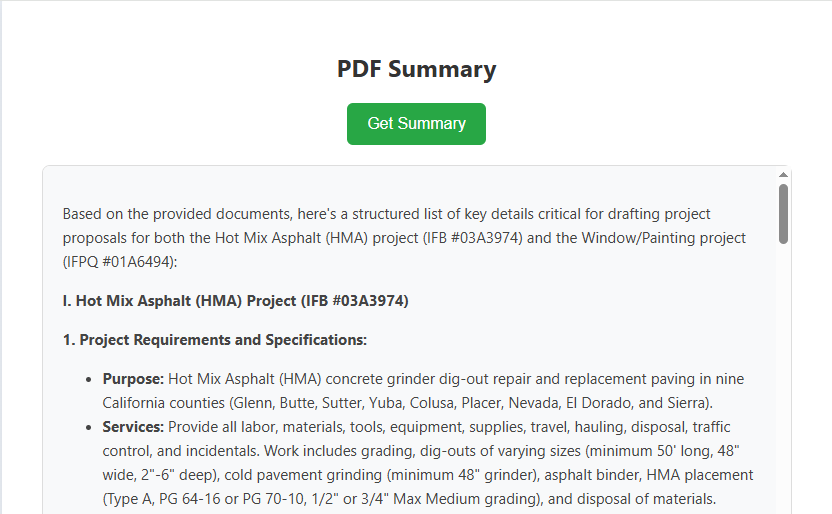 PDF Summary
Get Summary
Based on the provided documents, here's a structured list of key details critical for drafting project
proposals for both the Hot Mix Asphalt (HMA) project (IFB #03A3974) and the Window/Painting project
(IFPQ #01A6494):
I. Hot Mix Asphalt (HMA) Project (IFB #03A3974)
1. Project Requirements and Specifications:
• Purpose: Hot Mix Asphalt (HMA) concrete grinder dig-out repair and replacement paving in nine
California counties (Glenn, Butte, Sutter, Yuba, Colusa, Placer, Nevada, El Dorado, and Sierra).
• Services: Provide all labor, materials, tools, equipment, supplies, travel, hauling, disposal, traffic
control, and incidentals. Work includes grading, dig-outs of varying sizes (minimum 50' long, 48"
wide, 2"-6" deep), cold pavement grinding (minimum 48" grinder), asphalt binder, HMA placement
(Type A, PG 64-16 or PG 70-10, 1/2" or 3/4" Max Medium grading), and disposal of materials.